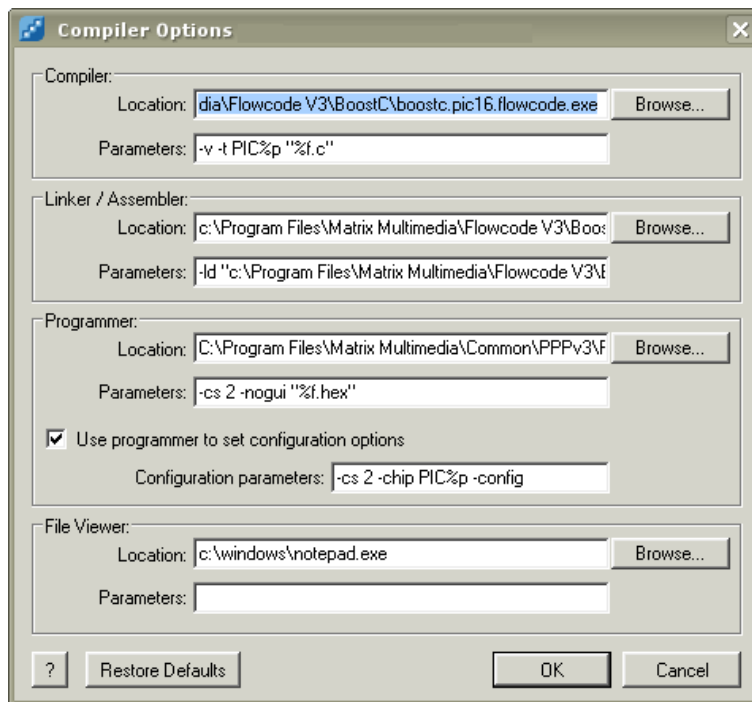 Compiler Options
Compiler:
Location: dia\Flowcode V3\BoostC\boostc.pic16.flowcode.exe Browse...
Parameters: -v -t PIC%p "%f.c"
Linker / Assembler:
Location: c:\Program Files\Matrix Multimedia\Flowcode V3\Boos Browse...
Parameters: -ld "c:\Program Files\Matrix Multimedia\Flowcode V3\B
Programmer:
Location: C:\Program Files\Matrix Multimedia\Common\PPPv3\P Browse...
Parameters: -cs 2 -nogui "%f.hex"
Use programmer to set configuration options
Configuration parameters: -cs 2 -chip PIC%p -config
File Viewer:
Location: c:\windows\notepad.exe Browse...
Parameters:
? Restore Defaults OK Cancel